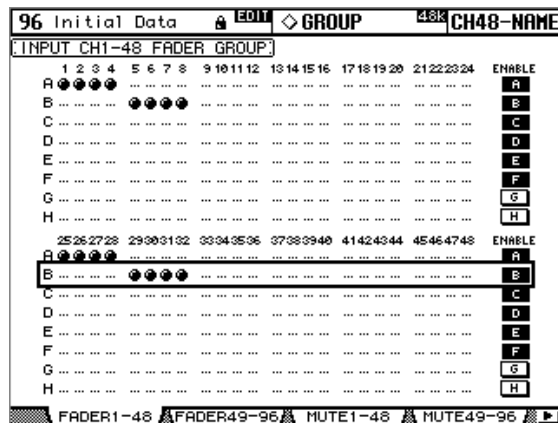 96 Initial Data EDIT ◇GROUP 48k CH48-NAME
INPUT CH1-48 FADER GROUP
1 2 3 4 5 6 7 8 9 10 11 12 13 14 15 16 17 18 19 20 21 22 23 24 ENABLE
A A
B B
C C
D D
E E
F F
G G
H H
25 26 27 28 29 30 31 32 33 34 35 36 37 38 39 40 41 42 43 44 45 46 47 48 ENABLE
A A
B B
C C
D D
E E
F F
G G
H H
FADER1-48 FADER49-96 MUTE1-48 MUTE49-96